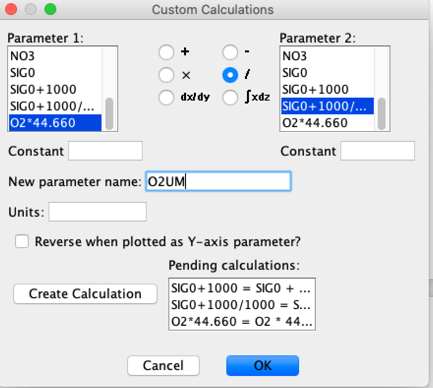 Custom Calculations
Parameter 1:
NO3
SIG0
SIG0+1000
SIG0+1000/...
O2*44.660
+
-
×
/
dx/dy
∫xdz
Parameter 2:
NO3
SIG0
SIG0+1000
SIG0+1000/...
O2*44.660
Constant
Constant
New parameter name: O2UM
Units:
Reverse when plotted as Y-axis parameter?
Pending calculations:
Create Calculation
SIG0+1000 = SIG0 + ...
SIG0+1000/1000 = S...
O2*44.660 = O2 * 44...
Cancel
OK